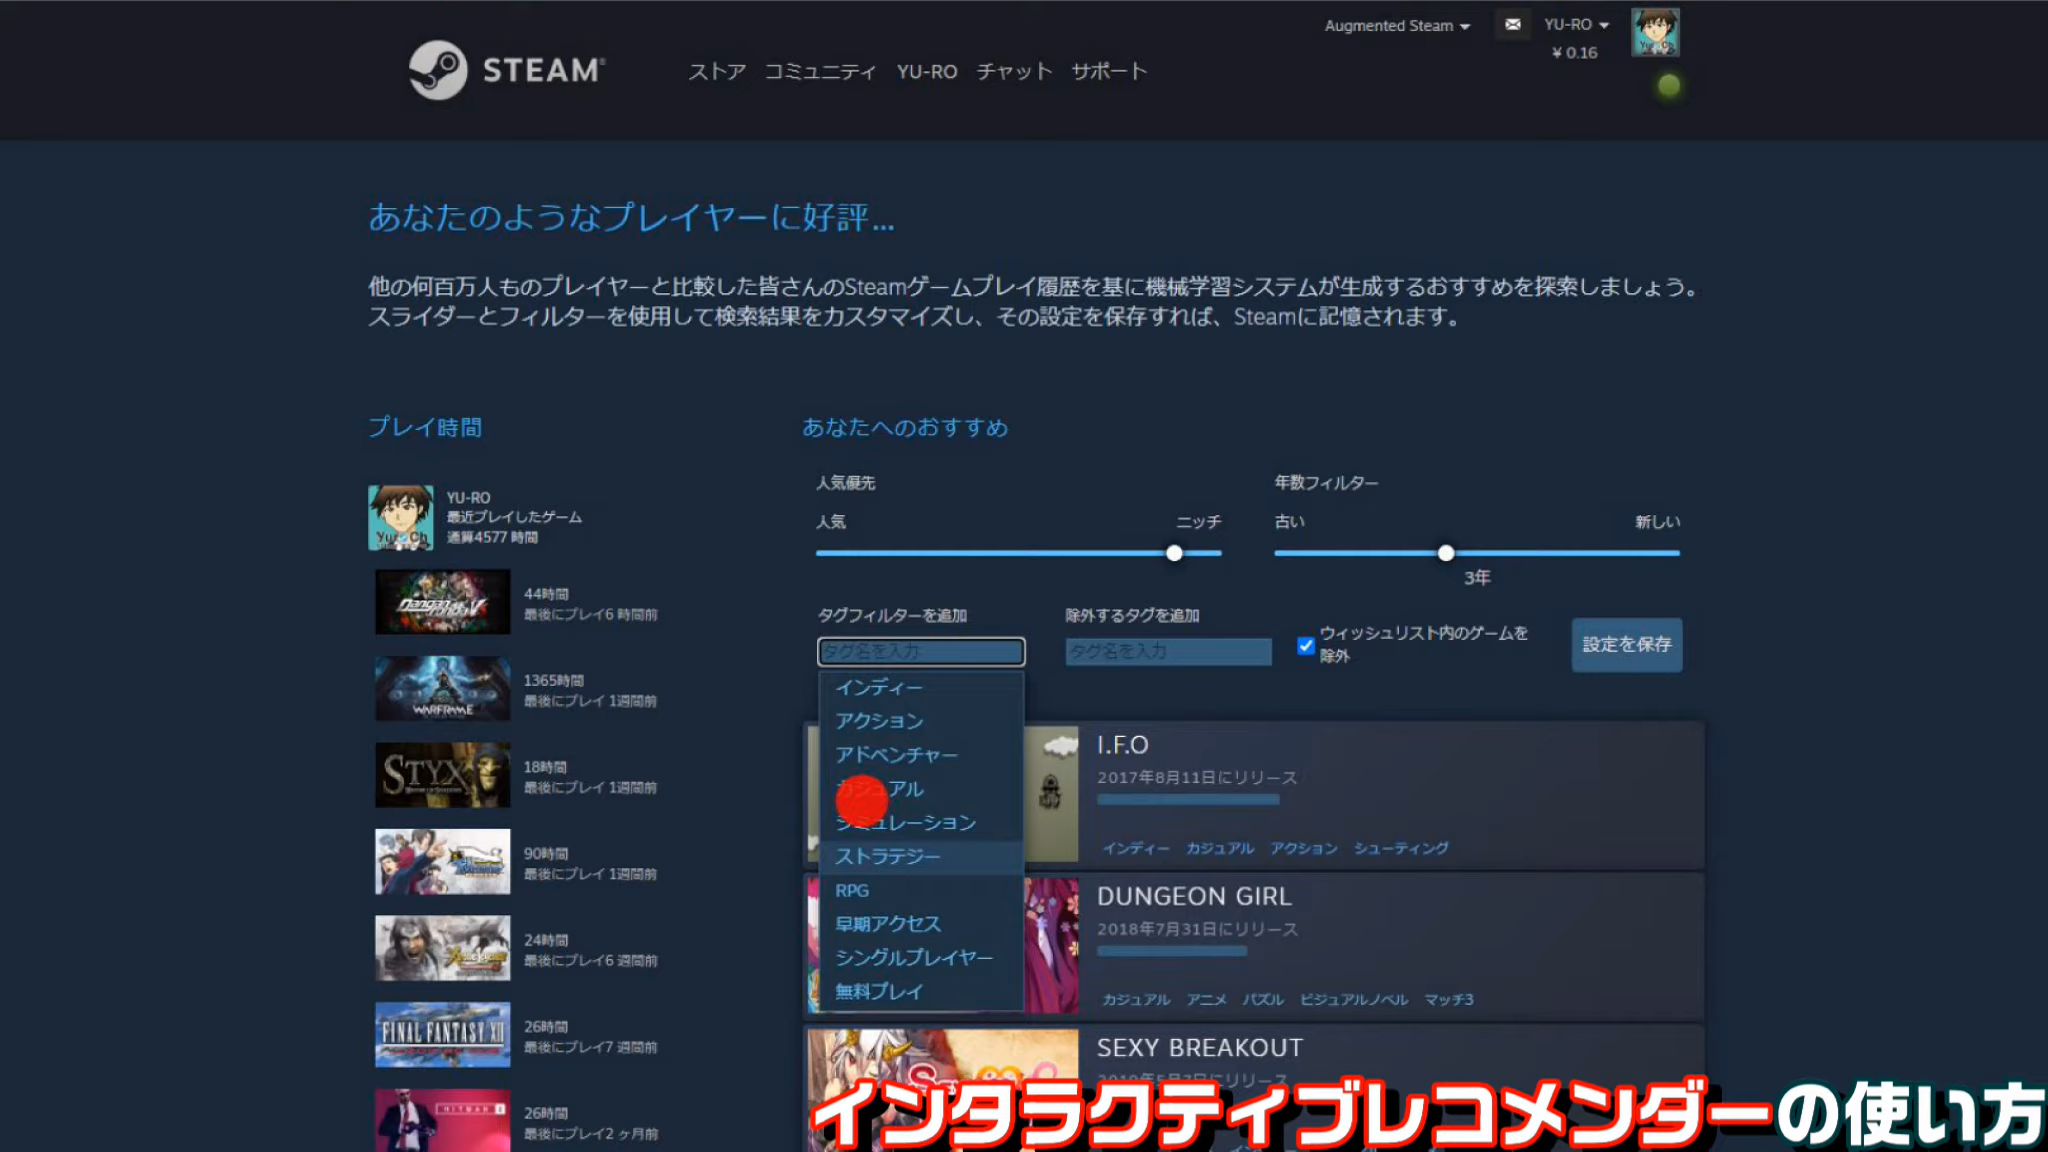 Augmented Steam
YU-RO
¥ 0.16
STEAM
ストア コミュニティ YU-RO チャット サポート
あなたのようなプレイヤーに好評...
他の何百万人ものプレイヤーと比較した皆さんのSteamゲームプレイ履歴を基に機械学習システムが生成するおすすめを探索しましょう。
スライダーとフィルターを使用して検索結果をカスタマイズし、その設定を保存すれば、Steamに記憶されます。
プレイ時間
YU-RO
最近プレイしたゲーム
通算4577 時間
44時間
最後にプレイ6 時間前
WARFRAME
1365時間
最後にプレイ 1週間前
STYX
18時間
最後にプレイ 1週間前
90時間
最後にプレイ 1週間前
24時間
最後にプレイ6 週間前
FINAL FANTASY XII
26時間
最後にプレイ7 週間前
HITMAN
26時間
最後にプレイ2 ヶ月前
あなたへのおすすめ
人気優先
人気 ニッチ
年数フィルター
古い 新しい
3年
タグフィルターを追加
タグ名を入力
除外するタグを追加
タグ名を入力
ウィッシュリスト内のゲームを
除外
設定を保存
インディー
アクション
アドベンチャー
カジュアル
シミュレーション
ストラテジー
RPG
早期アクセス
シングルプレイヤー
無料プレイ
I.F.O
2017年8月11日にリリース
インディー カジュアル アクション シューティング
DUNGEON GIRL
2018年7月31日にリリース
カジュアル アニメ パズル ビジュアルノベル マッチ3
SEXY BREAKOUT
インタラクティブレコメンダーの使い方